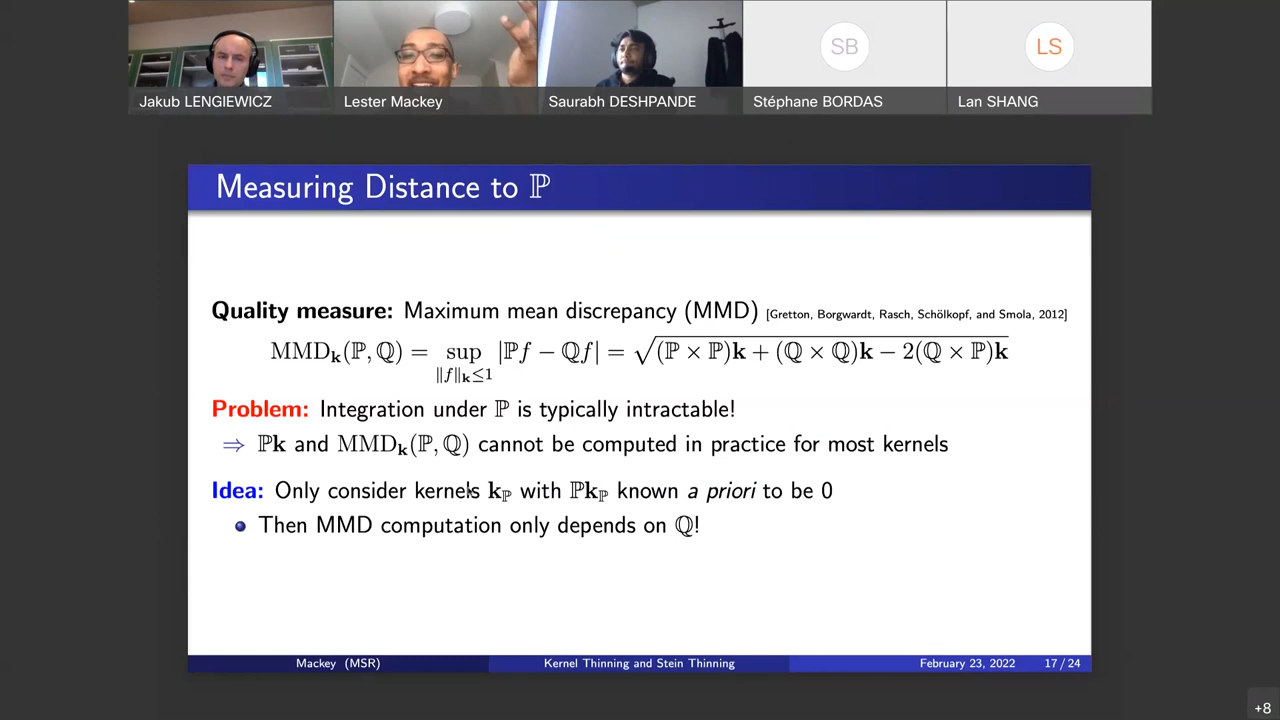 Jakub LENGIEWICZ
Lester Mackey
Saurabh DESHPANDE
SB
Stéphane BORDAS
LS
Lan SHANG
Measuring Distance to ℙ
Quality measure: Maximum mean discrepancy (MMD) [Gretton, Borgwardt, Rasch, Schölkopf, and Smola, 2012]
MMD_k(ℙ, ℚ) = sup_{‖f‖_k≤1} |ℙf − ℚf| = √((ℙ × ℙ)k + (ℚ × ℚ)k − 2(ℚ × ℙ)k)
Problem: Integration under ℙ is typically intractable!
⇒ ℙk and MMD_k(ℙ, ℚ) cannot be computed in practice for most kernels
Idea: Only consider kernels k_ℙ with ℙk_ℙ known a priori to be 0
● Then MMD computation only depends on ℚ!
Mackey (MSR) Kernel Thinning and Stein Thinning February 23, 2022 17 / 24
+8